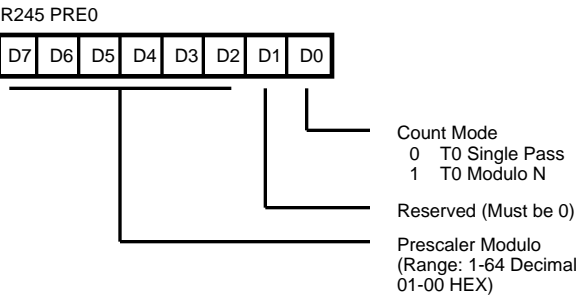 R245 PRE0
D7 D6 D5 D4 D3 D2 D1 D0
Count Mode
0 T0 Single Pass
1 T0 Modulo N
Reserved (Must be 0)
Prescaler Modulo
(Range: 1-64 Decimal
01-00 HEX)